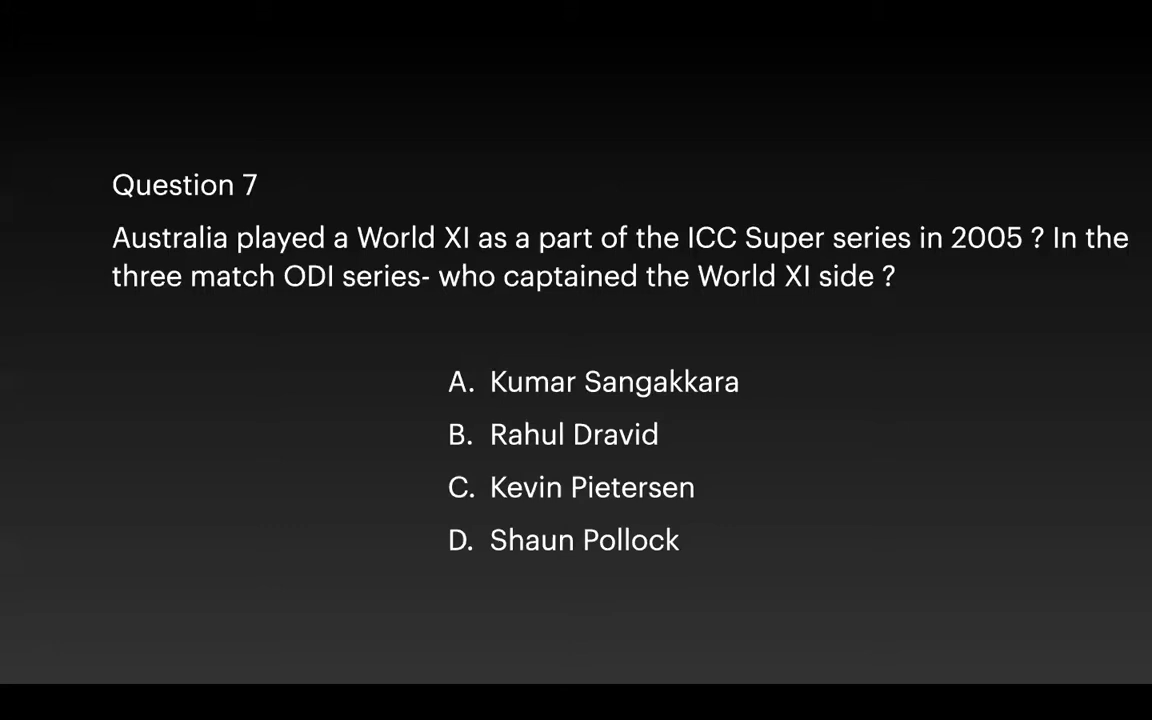 Question 7
Australia played a World XI as a part of the ICC Super series in 2005 ? In the
three match ODI series- who captained the World XI side ?
A. Kumar Sangakkara
B. Rahul Dravid
C. Kevin Pietersen
D. Shaun Pollock